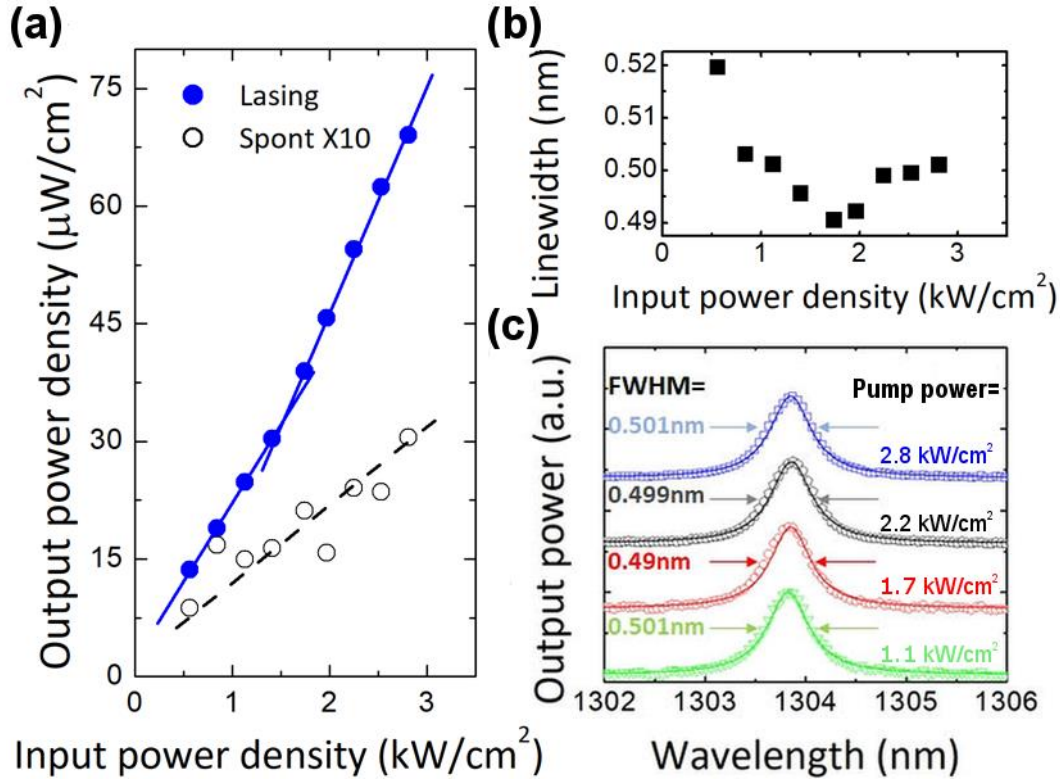 (a)
Output power density (μW/cm²)
75
60
45
30
15
0
Lasing
Spont X10
0 1 2 3
Input power density (kW/cm²)
(b)
Linewidth (nm)
0.52
0.51
0.50
0.49
0 1 2 3
Input power density (kW/cm²)
(c)
Output power (a.u.)
FWHM= Pump power=
0.501nm 2.8 kW/cm²
0.499nm 2.2 kW/cm²
0.49nm 1.7 kW/cm²
0.501nm 1.1 kW/cm²
1302 1303 1304 1305 1306
Wavelength (nm)